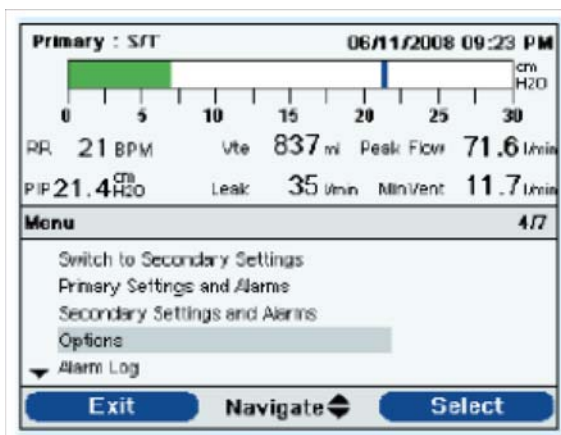 Primary : S/T 06/11/2008 09:23 PM
cm
H2O
0 5 10 15 20 25 30
RR 21 BPM Vte 837 ml Peak Flow 71.6 l/min
PIP 21.4 cm H2O Leak 35 l/min MinVent 11.7 l/min
Menu 4/7
Switch to Secondary Settings
Primary Settings and Alarms
Secondary Settings and Alarms
Options
Alarm Log
Exit Navigate Select